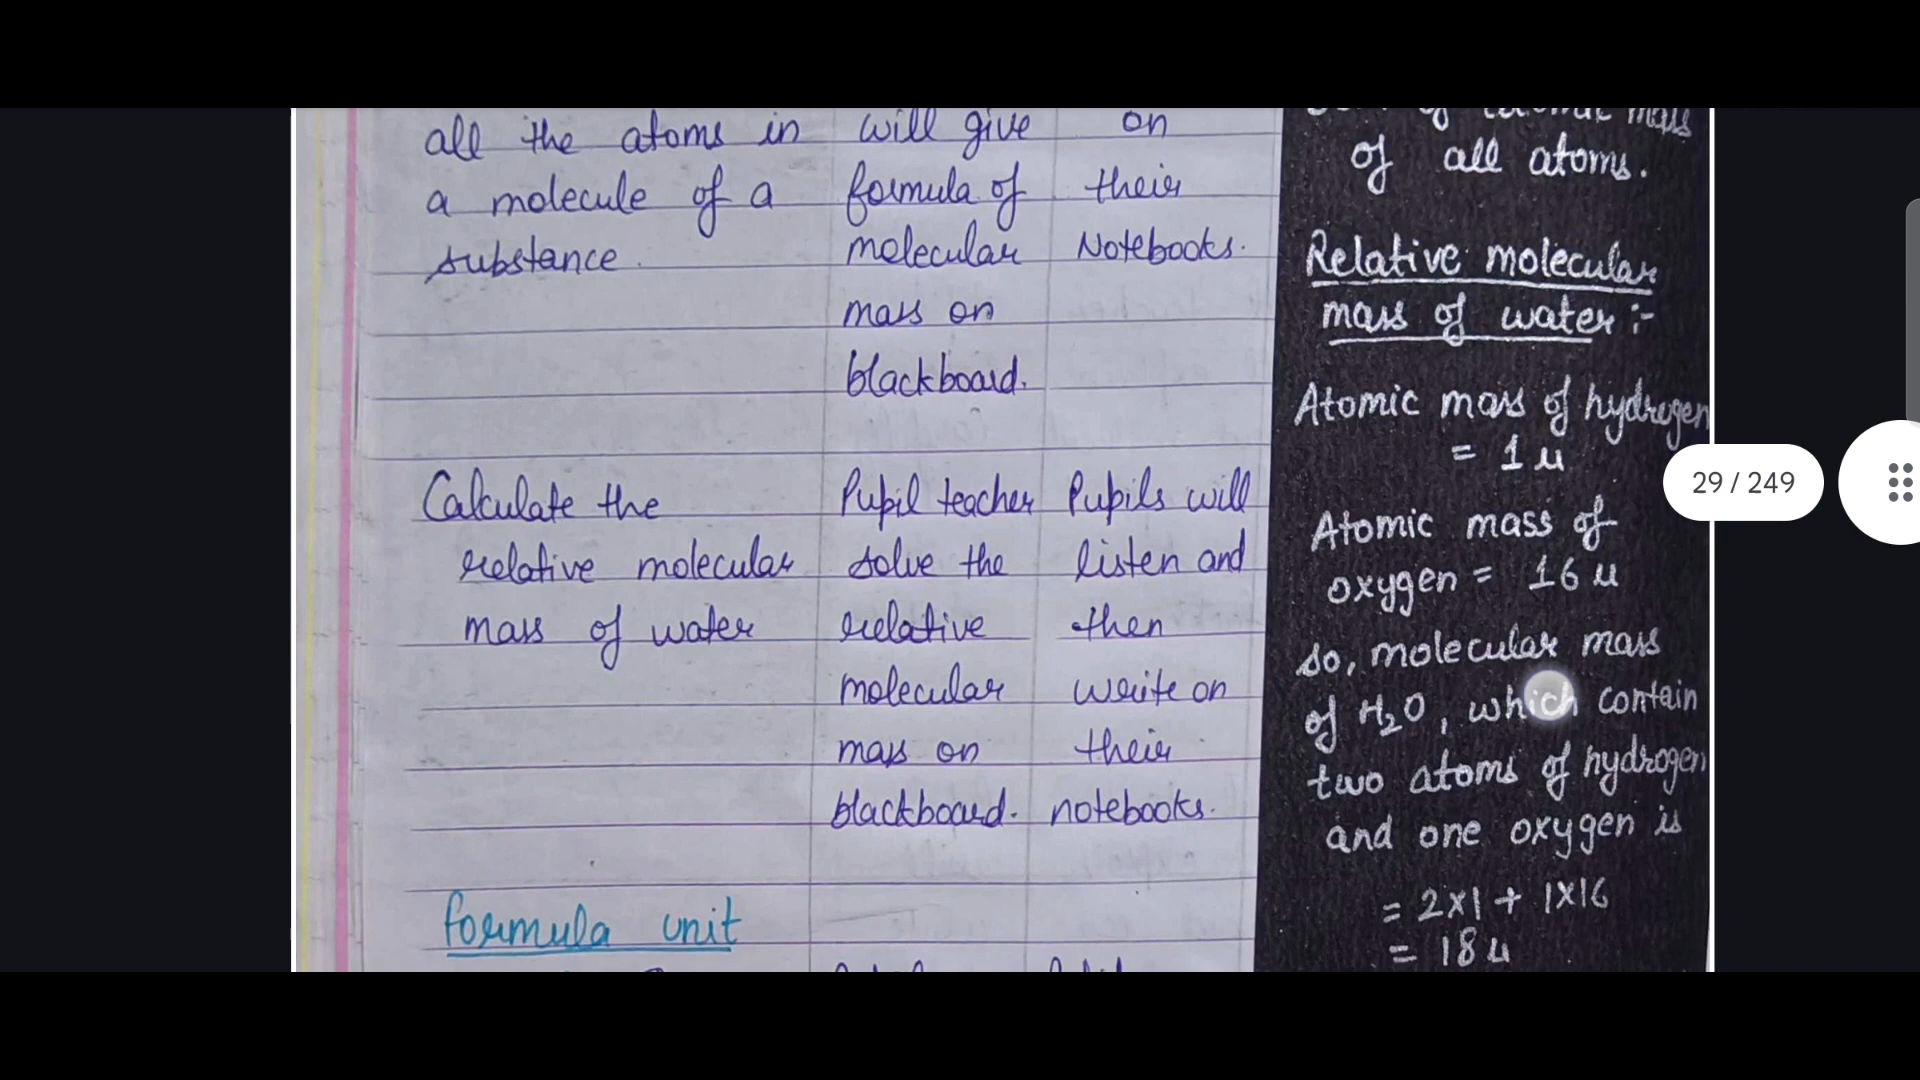 all the atoms in
a molecule of a
substance.
Calculate the
relative molecular
mass of water
formula unit
will give
formula of
molecular
mass on
blackboard.
Pupil teacher
solve the
relative
molecular
mass on
blackboard.
on
their
Notebooks.
Pupils will
listen and
then
write on
their
notebooks.
mass
of all atoms.
Relative molecular
mass of water :-
Atomic mass of hydrogen
= 1 u
Atomic mass of
oxygen = 16 u
so, molecular mass
of H₂O, which contain
two atoms of hydrogen
and one oxygen is
= 2x1 + 1x16
= 18 u
29 / 249